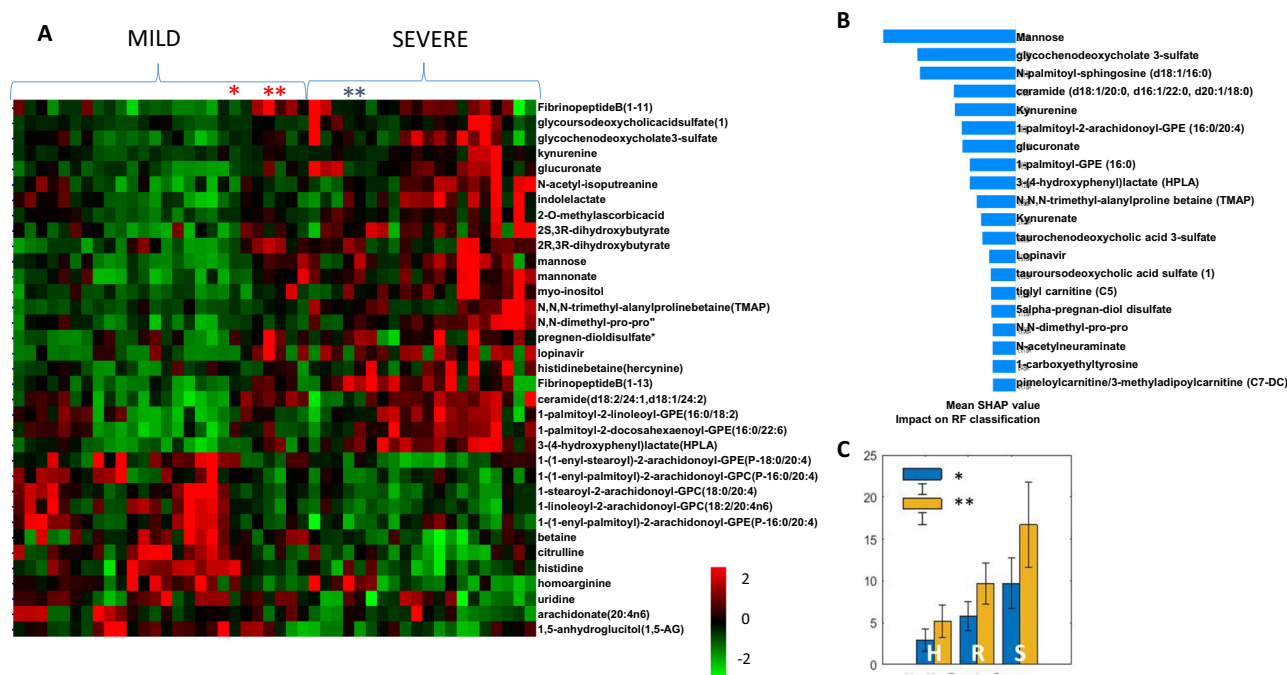 A
MILD
SEVERE
*
**
**
FibrinopeptideB(1-11)
glycoursodeoxycholicacidsulfate(1)
glycochenodeoxycholate3-sulfate
kynurenine
glucuronate
N-acetyl-isoputreanine
indolelactate
2-O-methylascorbicacid
2S,3R-dihydroxybutyrate
2R,3R-dihydroxybutyrate
mannose
mannonate
myo-inositol
N,N,N-trimethyl-alanylprolinebetaine(TMAP)
N,N-dimethyl-pro-pro"
pregnen-dioldisulfate*
lopinavir
histidinebetaine(hercynine)
FibrinopeptideB(1-13)
ceramide(d18:2/24:1,d18:1/24:2)
1-palmitoyl-2-linoleoyl-GPE(16:0/18:2)
1-palmitoyl-2-docosahexaenoyl-GPE(16:0/22:6)
3-(4-hydroxyphenyl)lactate(HPLA)
1-(1-enyl-stearoyl)-2-arachidonoyl-GPE(P-18:0/20:4)
1-(1-enyl-palmitoyl)-2-arachidonoyl-GPC(P-16:0/20:4)
1-stearoyl-2-arachidonoyl-GPC(18:0/20:4)
1-linoleoyl-2-arachidonoyl-GPC(18:2/20:4n6)
1-(1-enyl-palmitoyl)-2-arachidonoyl-GPE(P-16:0/20:4)
betaine
citrulline
histidine
homoarginine
uridine
arachidonate(20:4n6)
1,5-anhydroglucitol(1,5-AG)
2
0
-2
B
Mannose
glycochenodeoxycholate 3-sulfate
N-palmitoyl-sphingosine (d18:1/16:0)
ceramide (d18:1/20:0, d16:1/22:0, d20:1/18:0)
Kynurenine
1-palmitoyl-2-arachidonoyl-GPE (16:0/20:4)
glucuronate
1-palmitoyl-GPE (16:0)
3-(4-hydroxyphenyl)lactate (HPLA)
N,N,N-trimethyl-alanylproline betaine (TMAP)
Kynurenate
taurochenodeoxycholic acid 3-sulfate
Lopinavir
tauroursodeoxycholic acid sulfate (1)
tiglyl carnitine (C5)
5alpha-pregnan-diol disulfate
N,N-dimethyl-pro-pro
N-acetylneuraminate
1-carboxyethyltyrosine
pimeloylcarnitine/3-methyladipoylcarnitine (C7-DC)
Mean SHAP value
Impact on RF classification
C
25
20
15
10
5
0
*
**
H R S